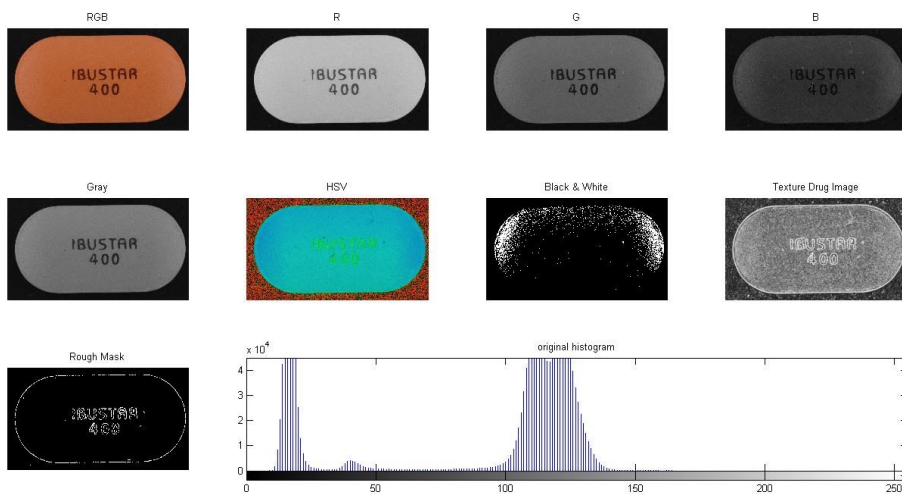 RGB
R
G
B
IBUSTAR
400
IBUSTAR
400
IBUSTAR
400
IBUSTAR
400
Gray
HSV
Black & White
Texture Drug Image
IBUSTAR
400
IBUSTAR
400
IBUSTAR
400
Rough Mask
original histogram
x 10⁴
IBUSTAR
400
4
3
2
1
0
0
50
100
150
200
250